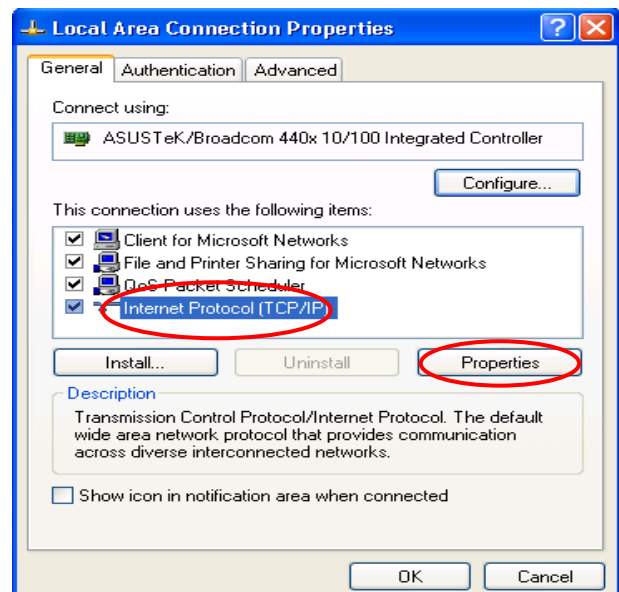 Local Area Connection Properties
General Authentication Advanced
Connect using:
ASUSTeK/Broadcom 440x 10/100 Integrated Controller
Configure...
This connection uses the following items:
Client for Microsoft Networks
File and Printer Sharing for Microsoft Networks
QoS Packet Scheduler
Internet Protocol (TCP/IP)
Install... Uninstall Properties
Description
Transmission Control Protocol/Internet Protocol. The default
wide area network protocol that provides communication
across diverse interconnected networks.
Show icon in notification area when connected
OK Cancel